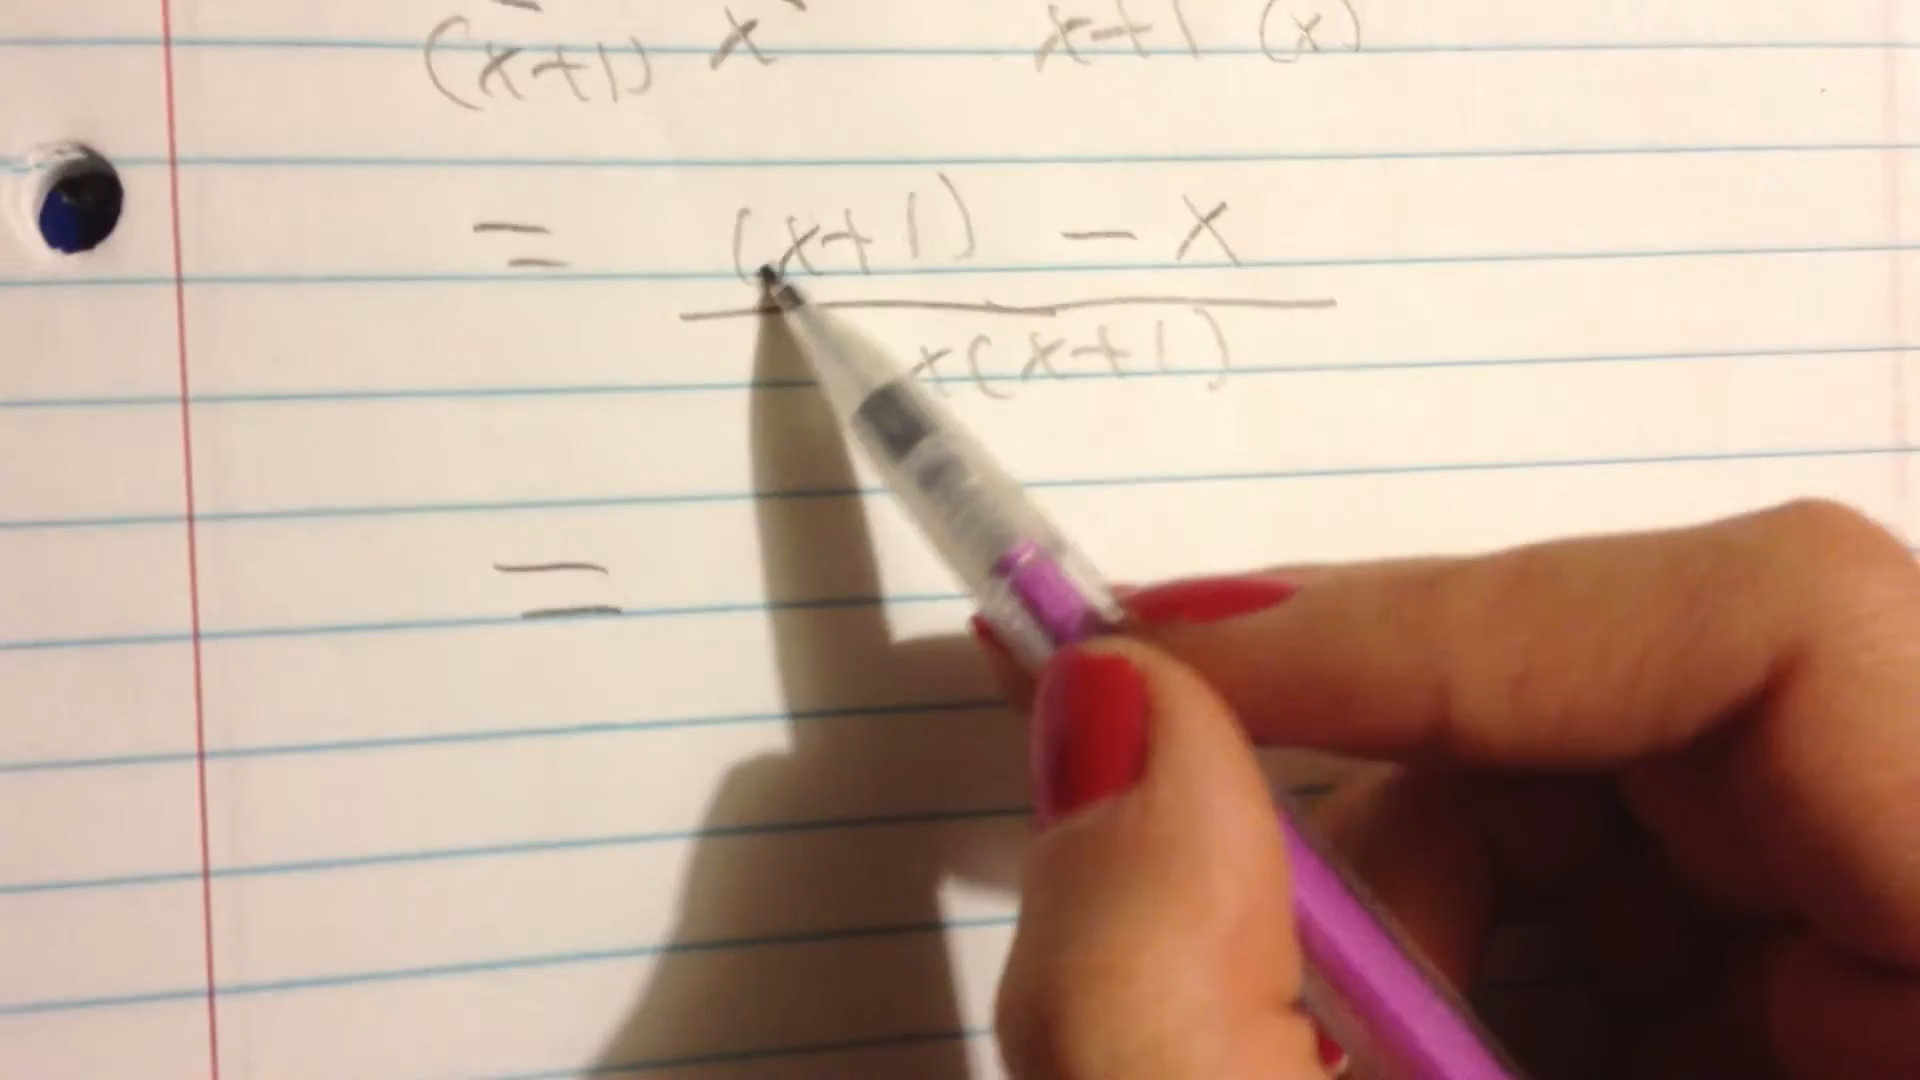 (x+1) x x+1 (x)
= (x+1) - x
x(x+1)
=